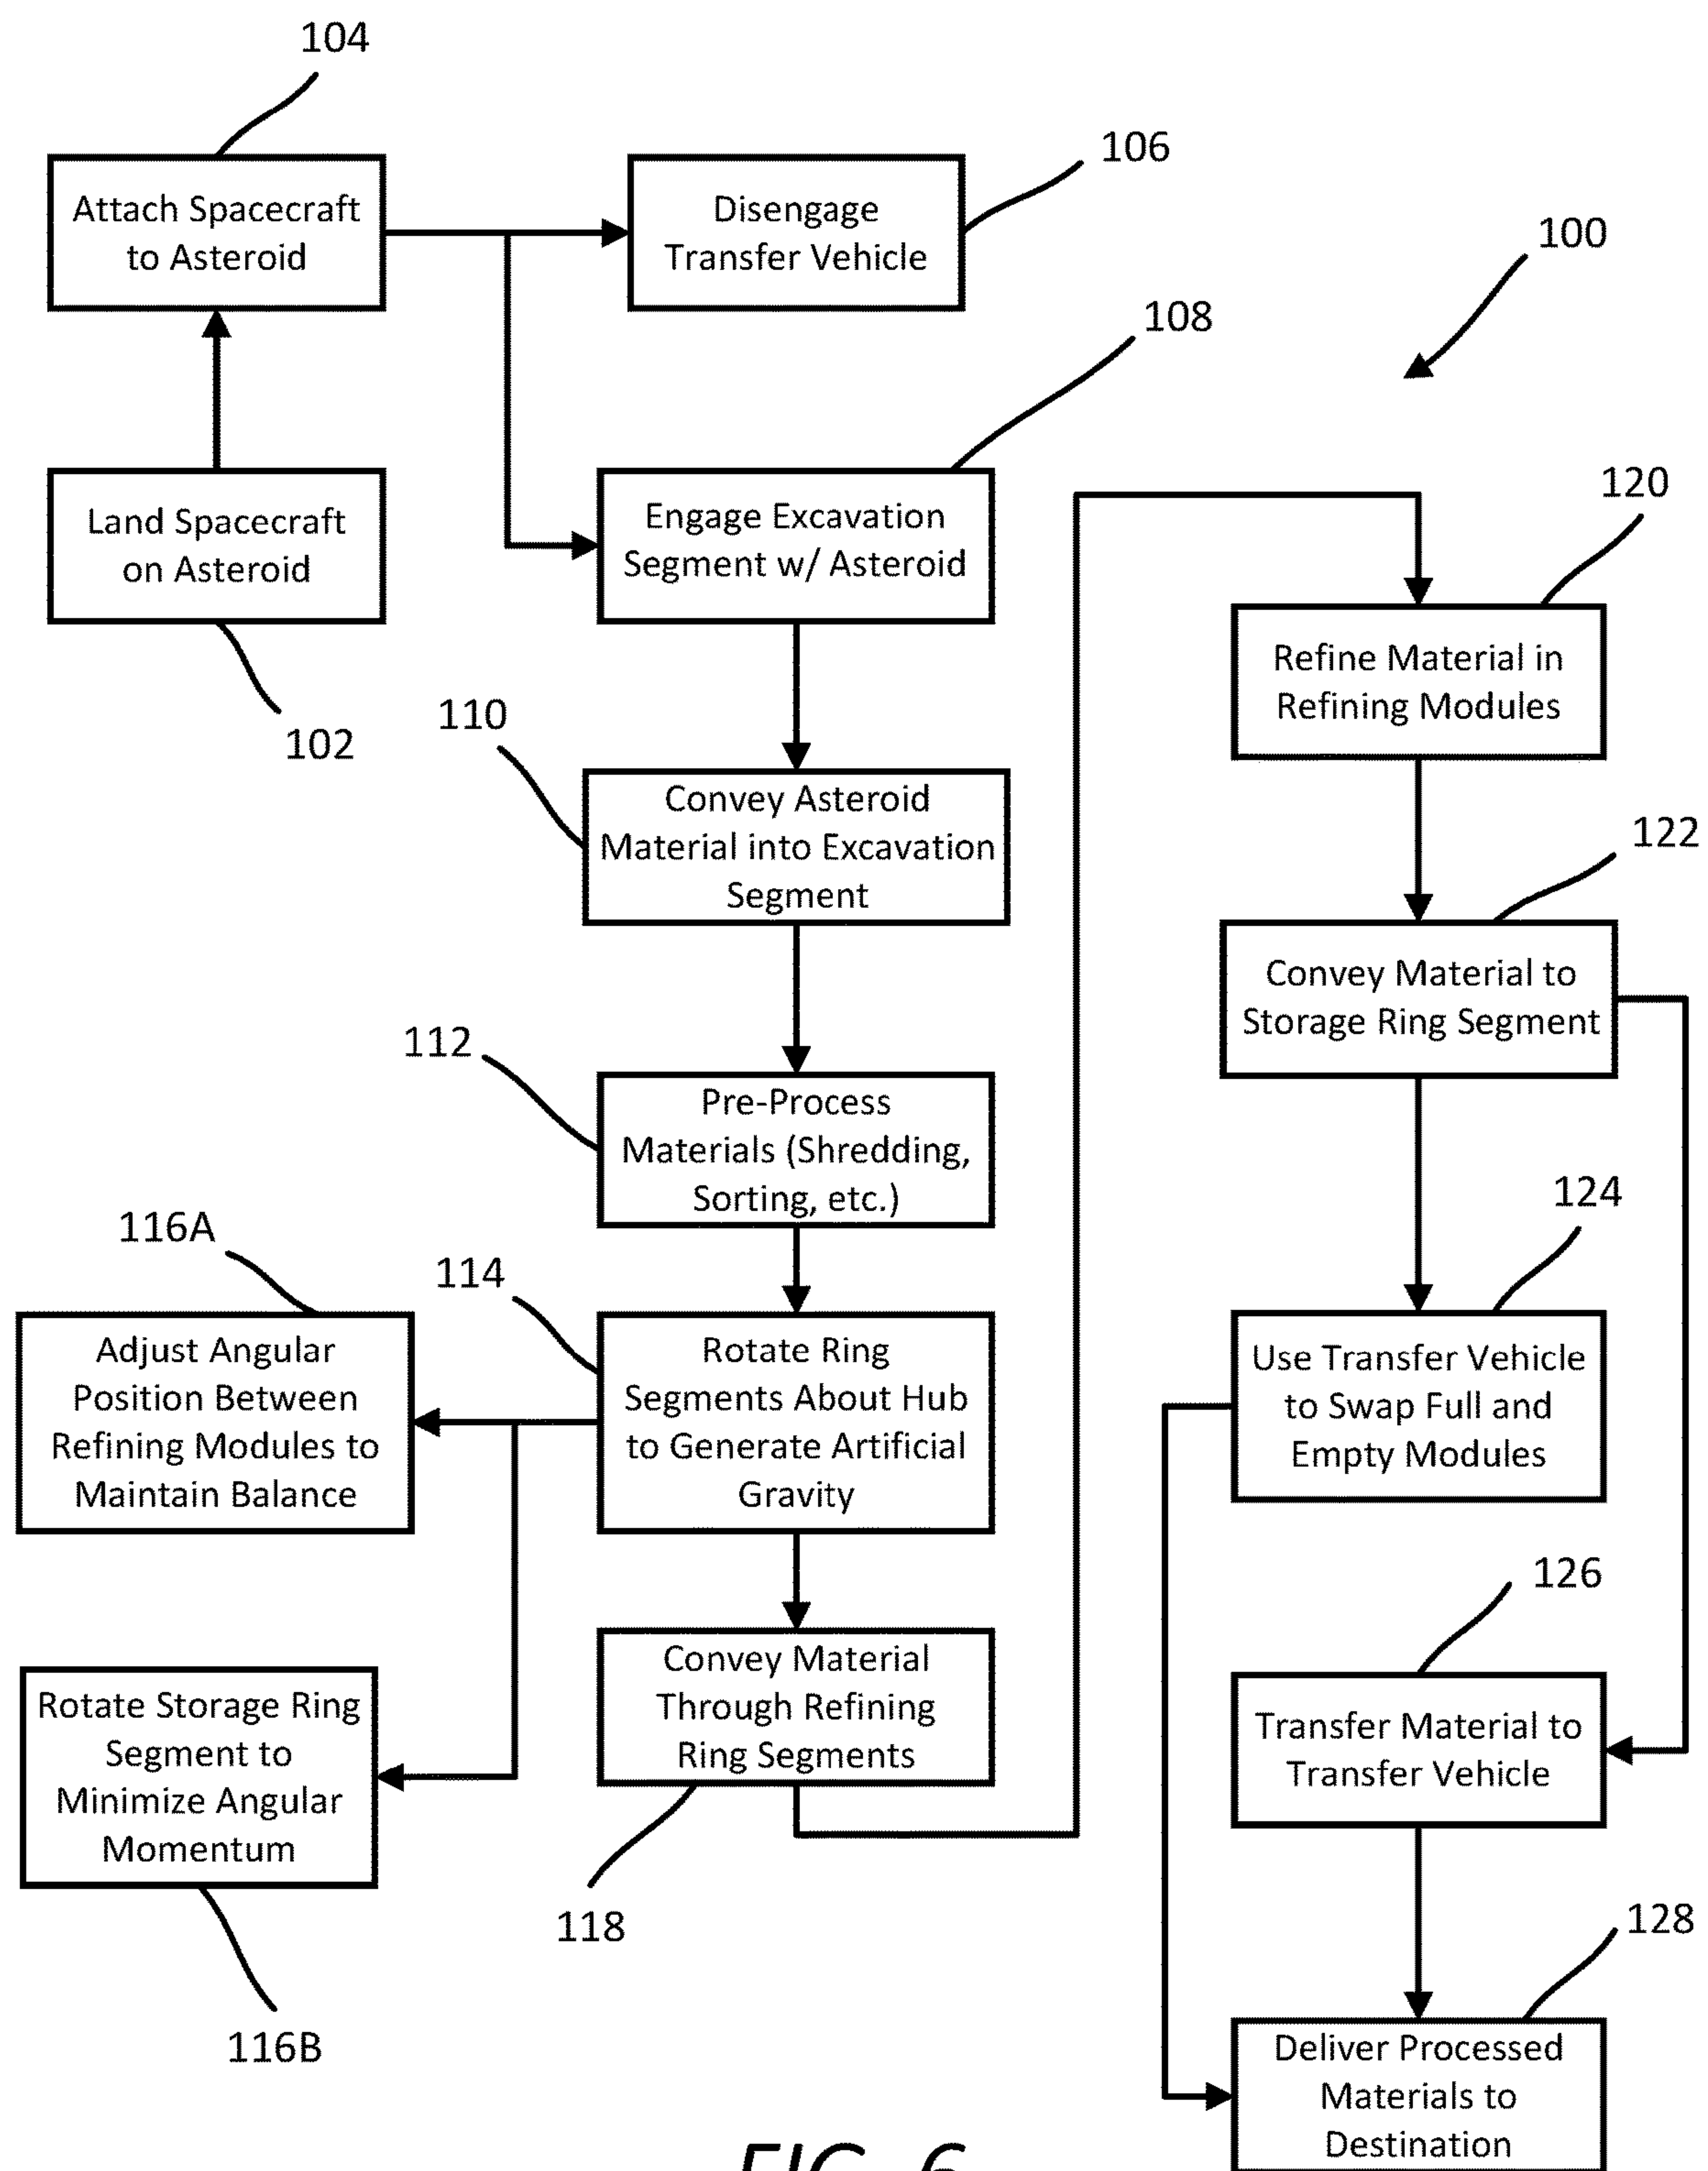 104
Attach Spacecraft
to Asteroid
106
Disengage
Transfer Vehicle
100
108
Land Spacecraft
on Asteroid
102
Engage Excavation
Segment w/ Asteroid
110
Convey Asteroid
Material into Excavation
Segment
112
Pre-Process
Materials (Shredding,
Sorting, etc.)
116A
114
Adjust Angular
Position Between
Refining Modules to
Maintain Balance
Rotate Ring
Segments About Hub
to Generate Artificial
Gravity
Rotate Storage Ring
Segment to
Minimize Angular
Momentum
116B
Convey Material
Through Refining
Ring Segments
118
120
Refine Material in
Refining Modules
122
Convey Material to
Storage Ring Segment
124
Use Transfer Vehicle
to Swap Full and
Empty Modules
126
Transfer Material to
Transfer Vehicle
128
Deliver Processed
Materials to
Destination
FIG. 6